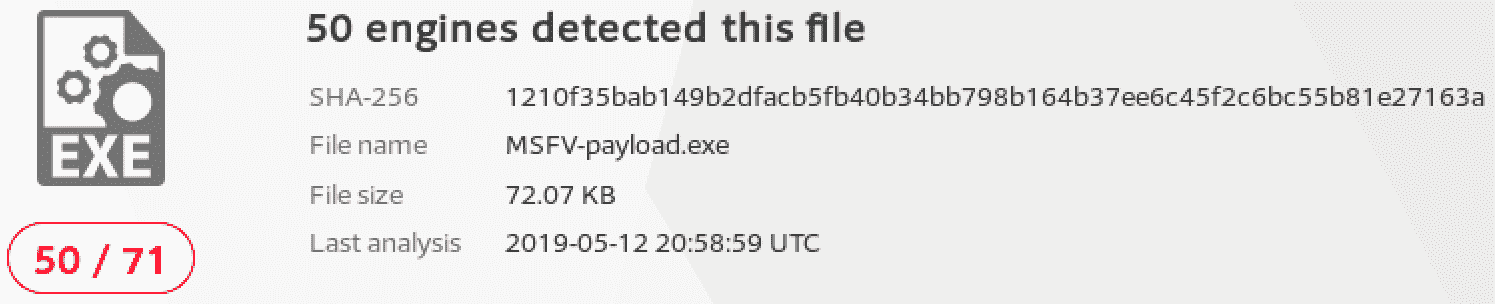 50 engines detected this file
SHA-256 1210f35bab149b2dfacb5fb40b34bb798b164b37ee6c45f2c6bc55b81e27163a
File name MSFV-payload.exe
File size 72.07 KB
Last analysis 2019-05-12 20:58:59 UTC
EXE
50 / 71